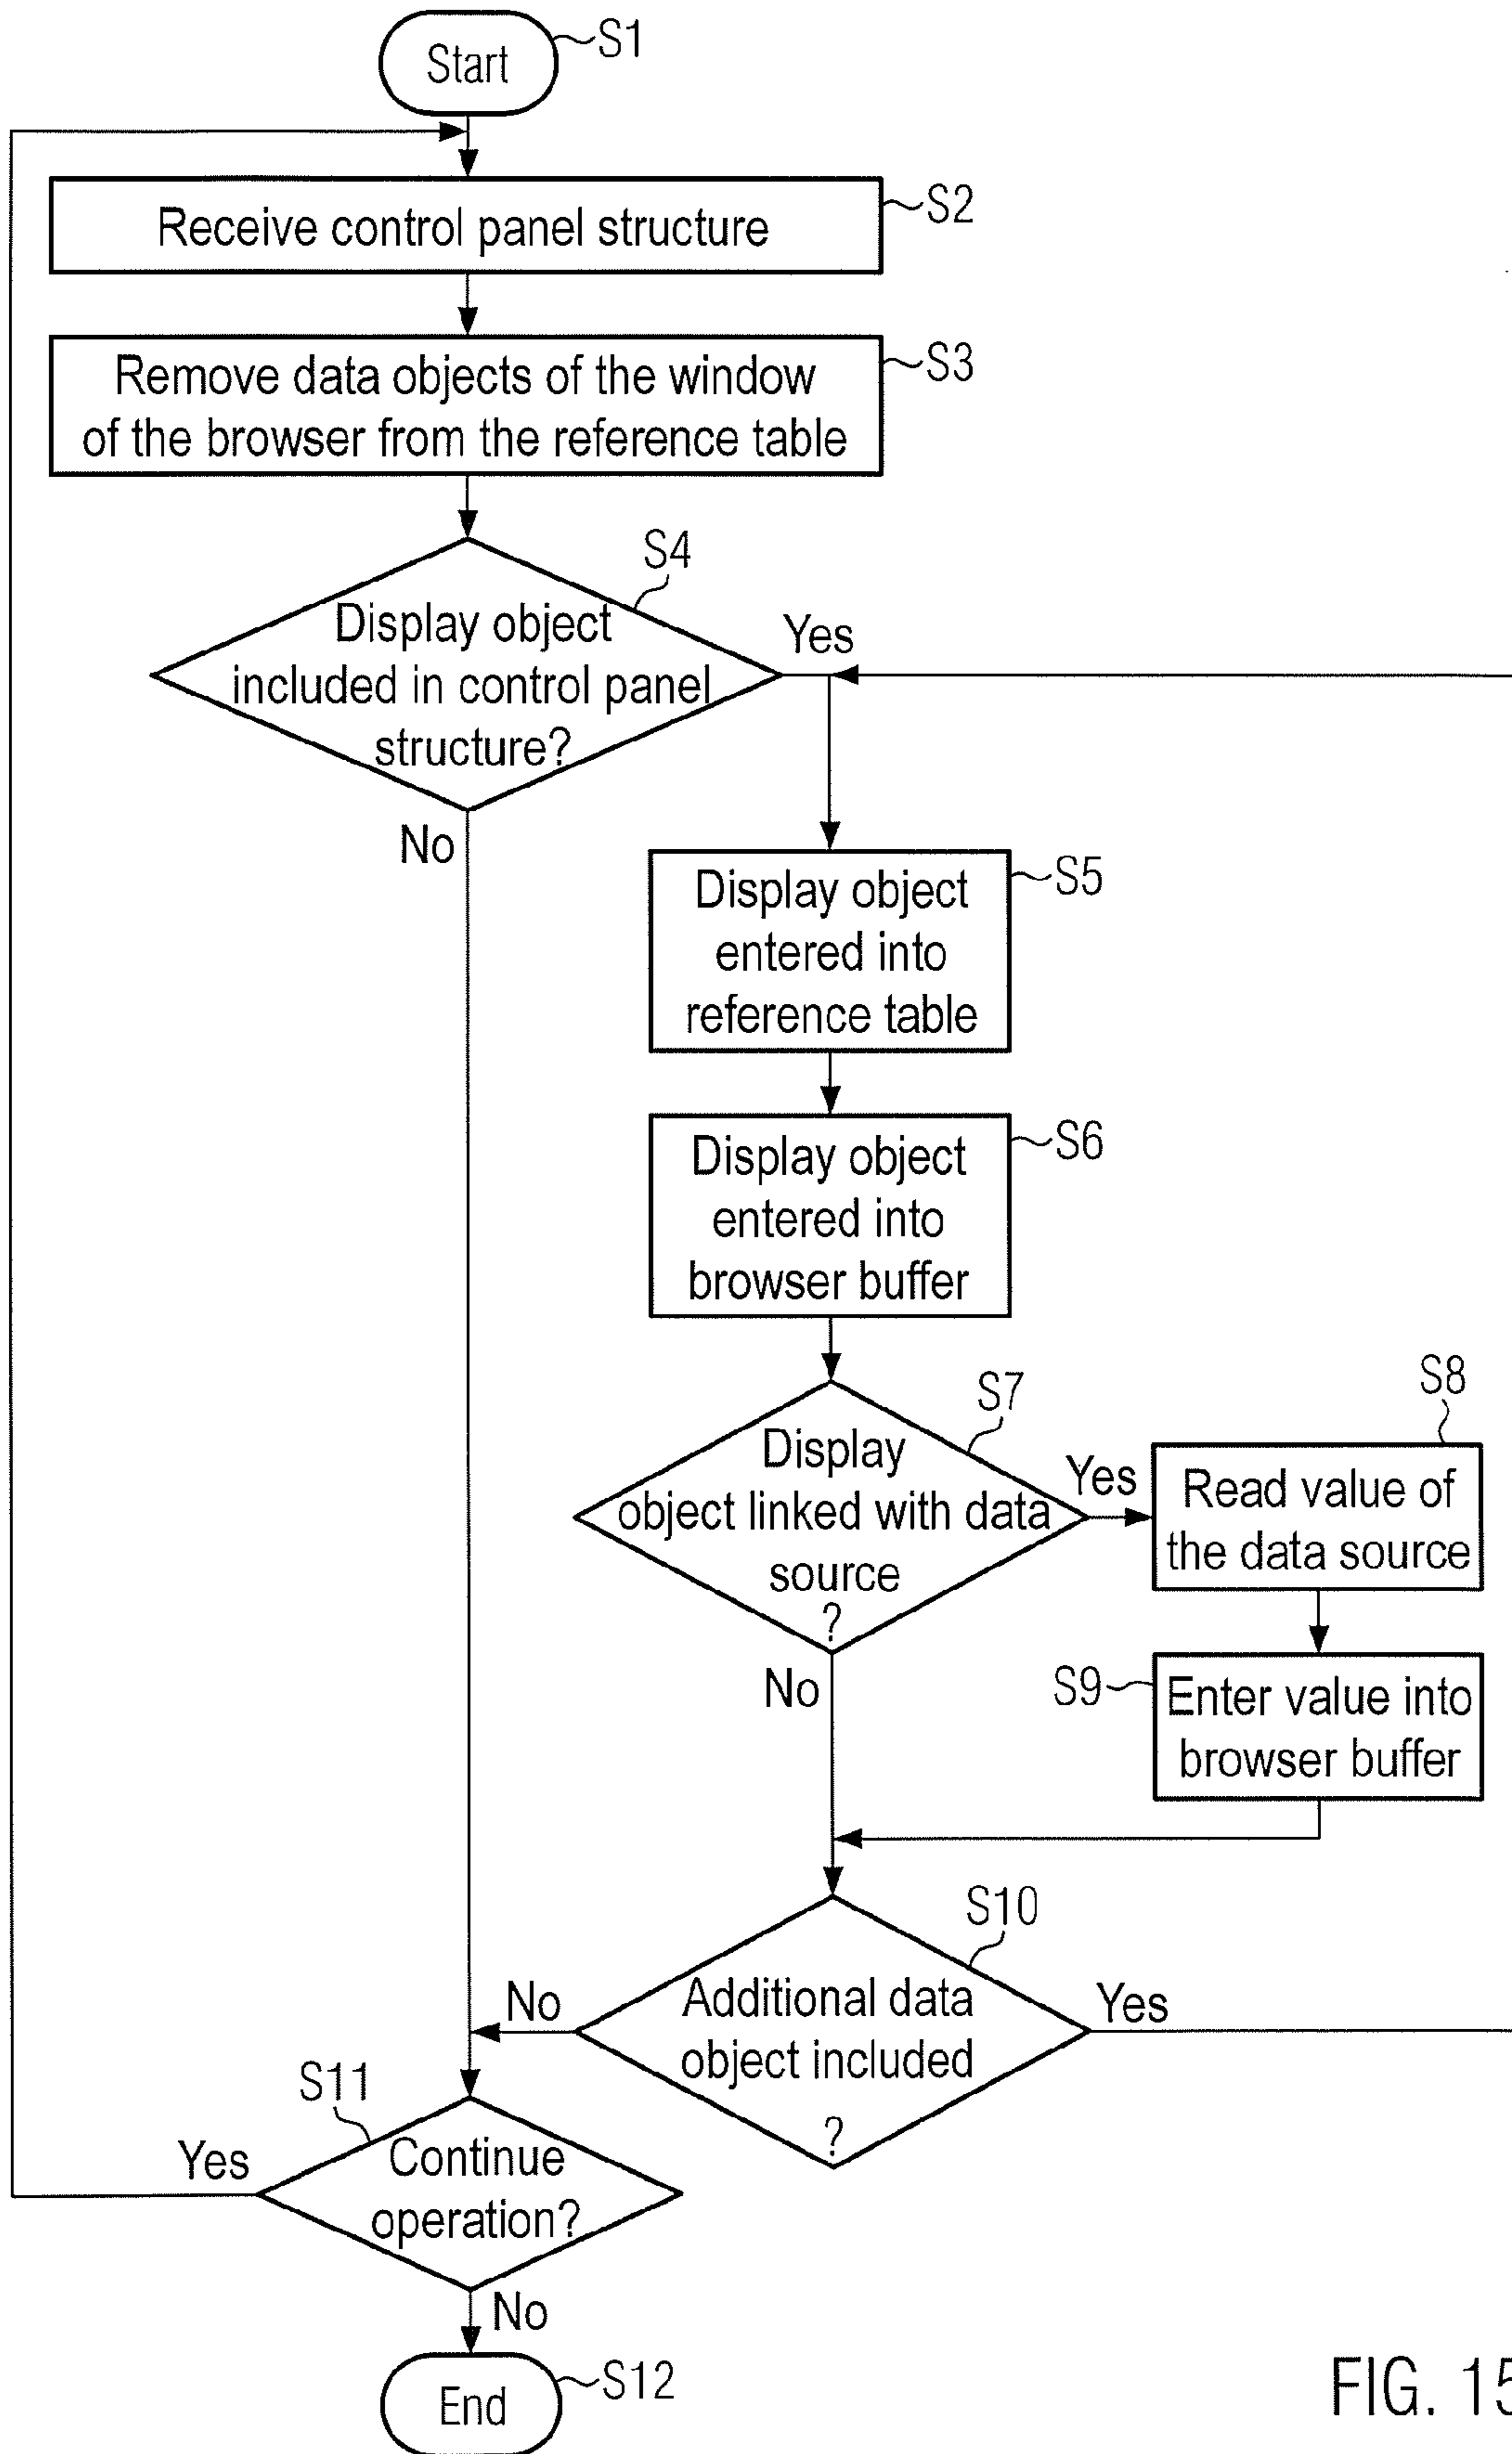 Start
S1
Receive control panel structure
S2
Remove data objects of the window
of the browser from the reference table
S3
S4
Display object
included in control panel
structure?
Yes
No
Display object
entered into
reference table
S5
Display object
entered into
browser buffer
S6
S7
Display
object linked with data
source
?
Yes
No
S8
Read value of
the data source
S9
Enter value into
browser buffer
S10
Additional data
object included
?
No
Yes
S11
Continue
operation?
Yes
No
End
S12
FIG. 15